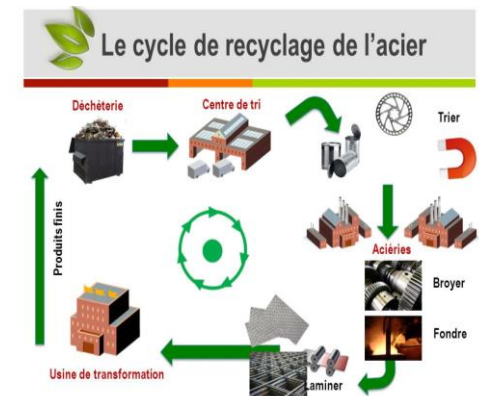 Le cycle de recyclage de l'acier
Déchéterie
Centre de tri
Trier
Produits finis
Aciéries
Broyer
Fondre
Laminer
Usine de transformation